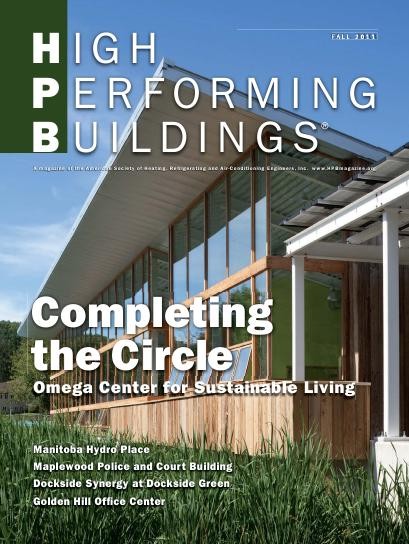 FALL 2011
HIGH
PERFORMING
BUILDINGS®
A magazine of the American Society of Heating, Refrigerating and Air-Conditioning Engineers, Inc. www.HPBmagazine.org
Completing
the Circle
Omega Center for Sustainable Living
Manitoba Hydro Place
Maplewood Police and Court Building
Dockside Synergy at Dockside Green
Golden Hill Office Center